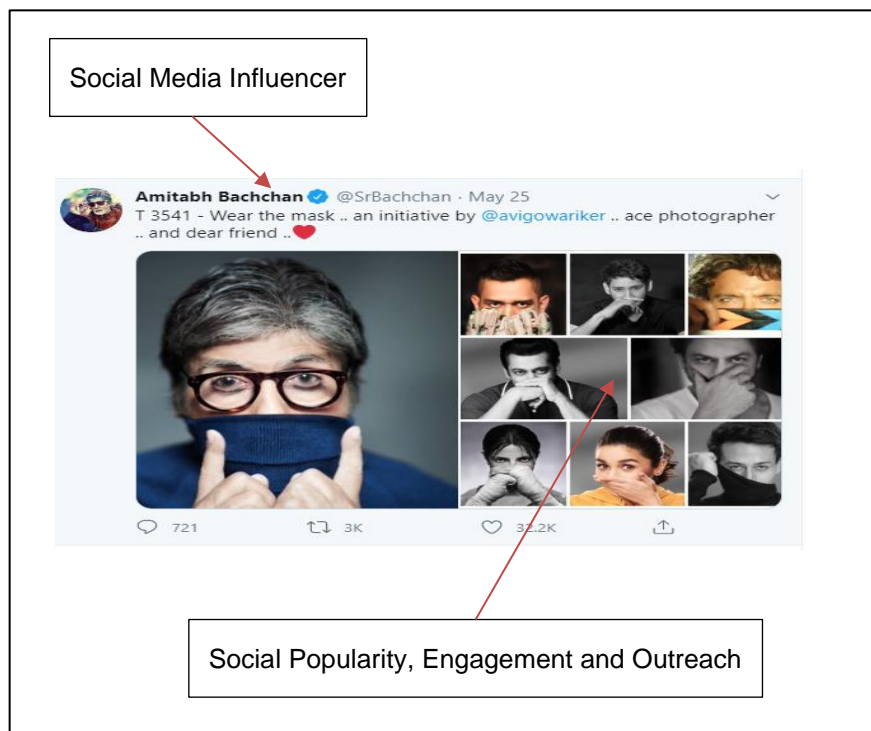 Social Media Influencer
Amitabh Bachchan @SrBachchan · May 25
T 3541 - Wear the mask .. an initiative by @avigowariker .. ace photographer
.. and dear friend ..❤️
721 3K 32.2K
Social Popularity, Engagement and Outreach